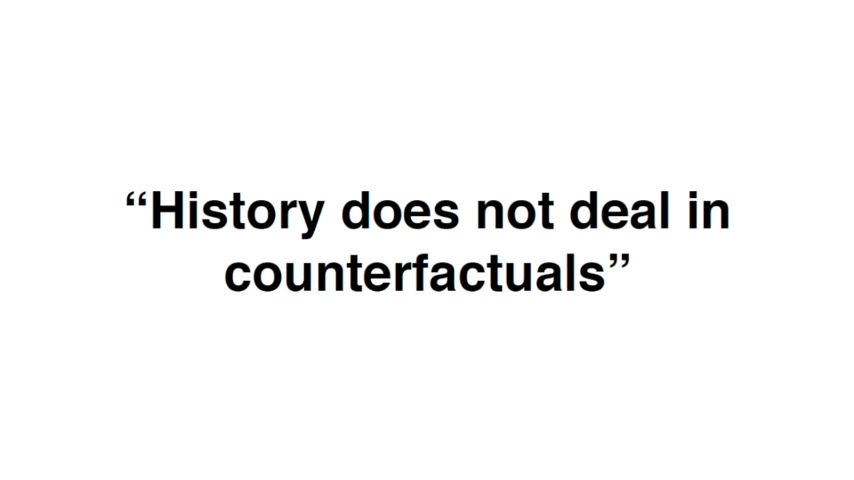 “History does not deal in
counterfactuals”